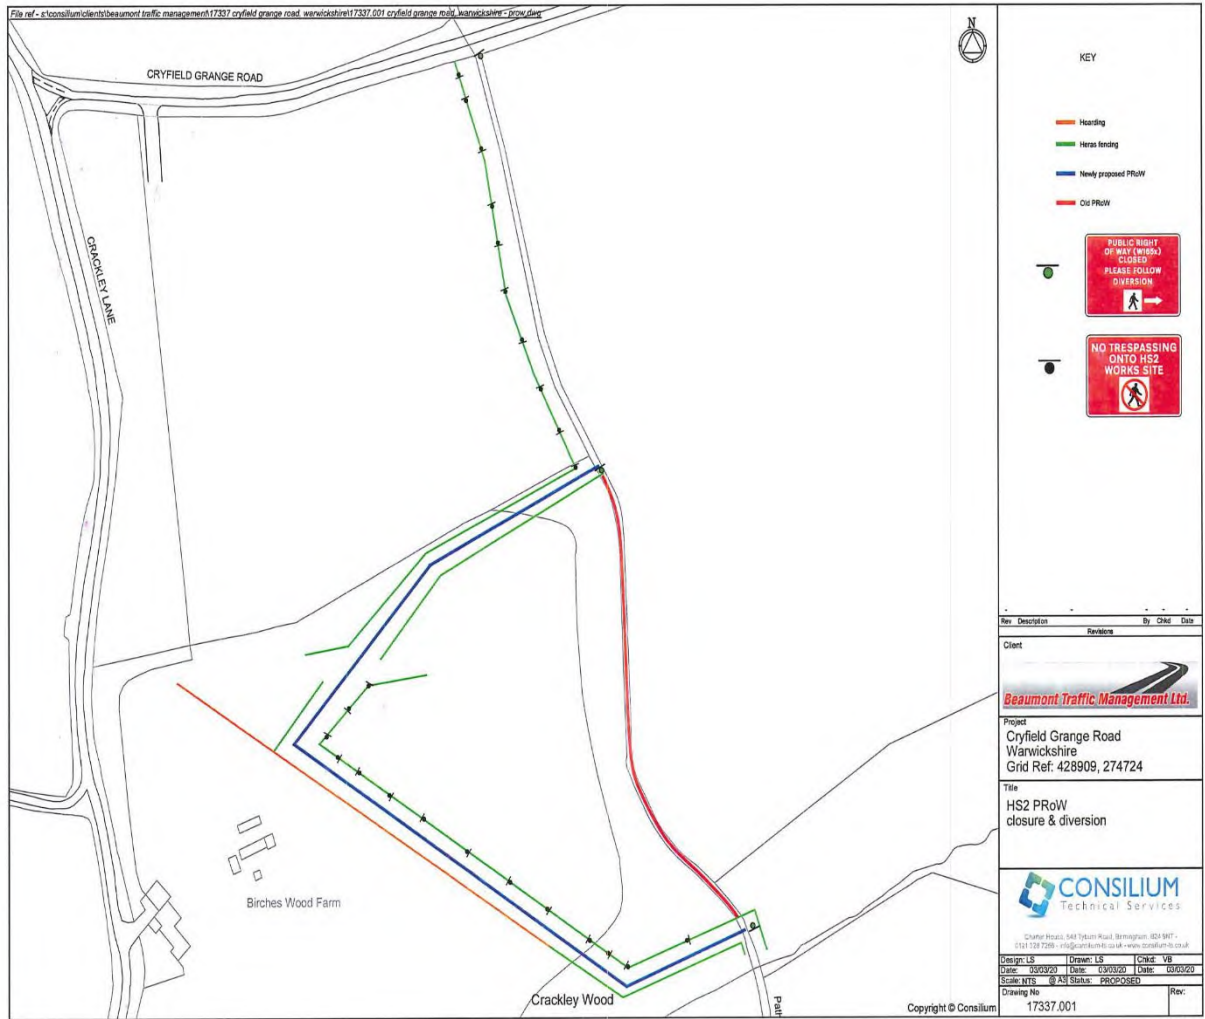 File ref - s:\consilium\clients\beaumont traffic management\17337 cryfield grange road, warwickshire\17337.001 cryfield grange road, warwickshire - prow.dwg
N
CRYFIELD GRANGE ROAD
CRACKLEY LANE
Birches Wood Farm
Crackley Wood
Path
Copyright © Consilium
KEY
Hoarding
Heras fencing
Newly proposed PRoW
Old PRoW
PUBLIC RIGHT
OF WAY (W165x)
CLOSED
PLEASE FOLLOW
DIVERSION
NO TRESPASSING
ONTO HS2
WORKS SITE
Rev Description By Chkd Date
Revisions
Client
Beaumont Traffic Management Ltd.
Project
Cryfield Grange Road
Warwickshire
Grid Ref: 428909, 274724
Title
HS2 PRoW
closure & diversion
CONSILIUM
Technical Services
Design: LS Drawn: LS Chkd: VB
Date: 03/03/20 Date: 03/03/20 Date: 03/03/20
Scale: NTS @ A3 Status: PROPOSED
Drawing No Rev:
17337.001